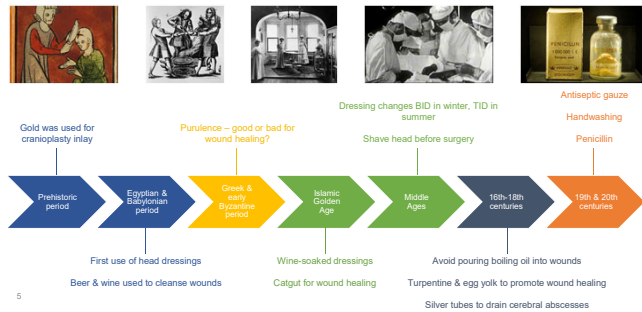 PENICILLIN
Dressing changes BID in winter, TID in
summer
Shave head before surgery
Antiseptic gauze
Handwashing
Penicillin
Gold was used for
cranioplasty inlay
Purulence – good or bad for
wound healing?
Prehistoric
period
Egyptian &
Babylonian
period
Greek &
early
Byzantine
period
Islamic
Golden
Age
Middle
Ages
16th-18th
centuries
19th & 20th
centuries
First use of head dressings
Beer & wine used to cleanse wounds
Wine-soaked dressings
Catgut for wound healing
Avoid pouring boiling oil into wounds
Turpentine & egg yolk to promote wound healing
Silver tubes to drain cerebral abscesses
5